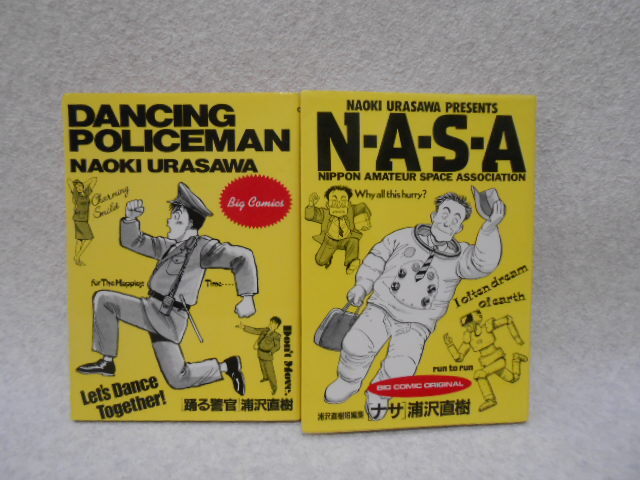 DANCING
POLICEMAN
NAOKI URASAWA
Charming
Smiles
Big Comics
for The Happiest
Time....
Don't Move.
Let's Dance
Together!
[踊る警官]浦沢直樹
NAOKI URASAWA PRESENTS
N·A·S·A
NIPPON AMATEUR SPACE ASSOCIATION
Why all this hurry?
I often dream
of earth
run to run
BIG COMIC ORIGINAL
浦沢直樹短編集
[ナサ]浦沢直樹